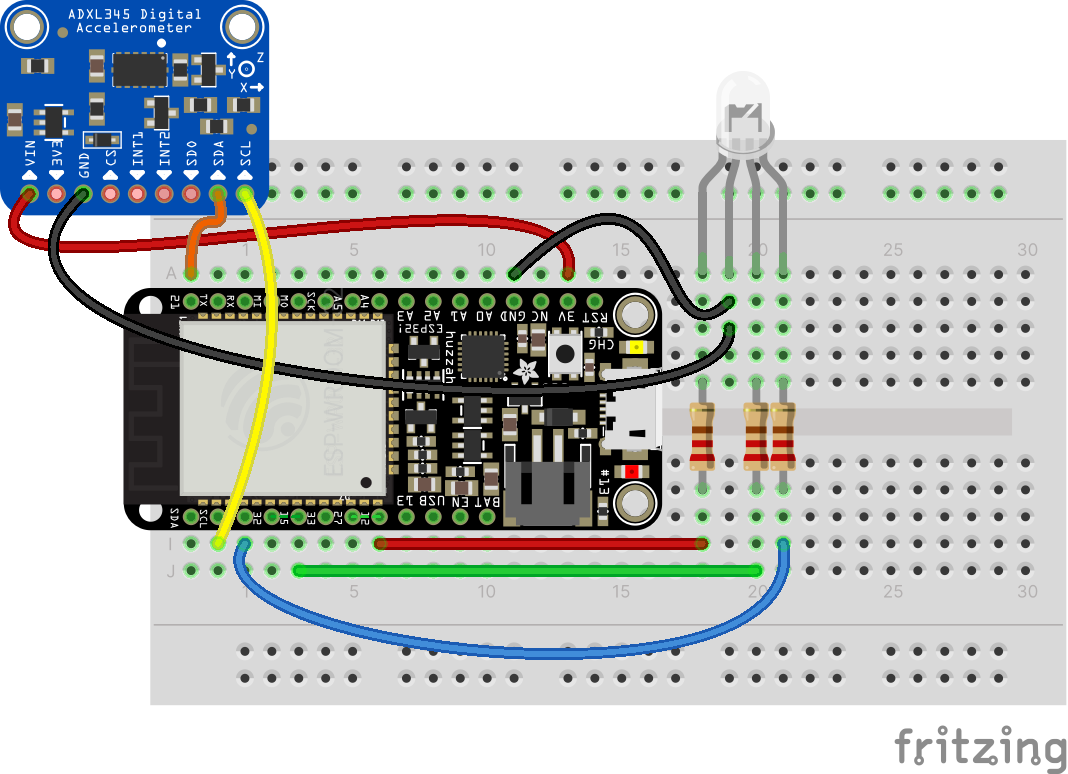 ADXL345 Digital
Accelerometer
Z
Y
X
VIN
3V3
GND
CS
INT1
INT2
SDO
SDA
SCL
1 5 10 15 20 25 30
A
21 TX RX MI MO SCK A5 A4 A3 A2 A1 A0 GND NC 3V RST
ESP32!
huzzah
CHG
ESP-WROOM
#13
SDA SCL 32 15 33 27 12 13 USB EN BAT
I
J
1 5 10 15 20 25 30
fritzing